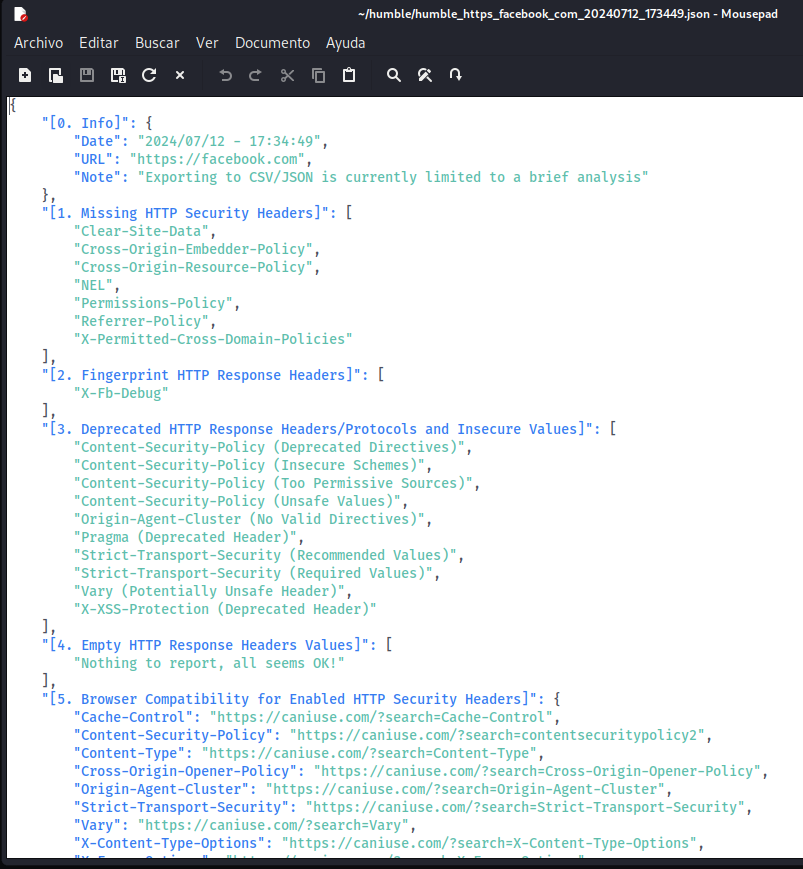 ~/humble/humble_https_facebook_com_20240712_173449.json - Mousepad
Archivo Editar Buscar Ver Documento Ayuda
{
"[0. Info]": {
"Date": "2024/07/12 - 17:34:49",
"URL": "https://facebook.com",
"Note": "Exporting to CSV/JSON is currently limited to a brief analysis"
},
"[1. Missing HTTP Security Headers]": [
"Clear-Site-Data",
"Cross-Origin-Embedder-Policy",
"Cross-Origin-Resource-Policy",
"NEL",
"Permissions-Policy",
"Referrer-Policy",
"X-Permitted-Cross-Domain-Policies"
],
"[2. Fingerprint HTTP Response Headers]": [
"X-Fb-Debug"
],
"[3. Deprecated HTTP Response Headers/Protocols and Insecure Values]": [
"Content-Security-Policy (Deprecated Directives)",
"Content-Security-Policy (Insecure Schemes)",
"Content-Security-Policy (Too Permissive Sources)",
"Content-Security-Policy (Unsafe Values)",
"Origin-Agent-Cluster (No Valid Directives)",
"Pragma (Deprecated Header)",
"Strict-Transport-Security (Recommended Values)",
"Strict-Transport-Security (Required Values)",
"Vary (Potentially Unsafe Header)",
"X-XSS-Protection (Deprecated Header)"
],
"[4. Empty HTTP Response Headers Values]": [
"Nothing to report, all seems OK!"
],
"[5. Browser Compatibility for Enabled HTTP Security Headers]": {
"Cache-Control": "https://caniuse.com/?search=Cache-Control",
"Content-Security-Policy": "https://caniuse.com/?search=contentsecuritypolicy2",
"Content-Type": "https://caniuse.com/?search=Content-Type",
"Cross-Origin-Opener-Policy": "https://caniuse.com/?search=Cross-Origin-Opener-Policy",
"Origin-Agent-Cluster": "https://caniuse.com/?search=Origin-Agent-Cluster",
"Strict-Transport-Security": "https://caniuse.com/?search=Strict-Transport-Security",
"Vary": "https://caniuse.com/?search=Vary",
"X-Content-Type-Options": "https://caniuse.com/?search=X-Content-Type-Options",